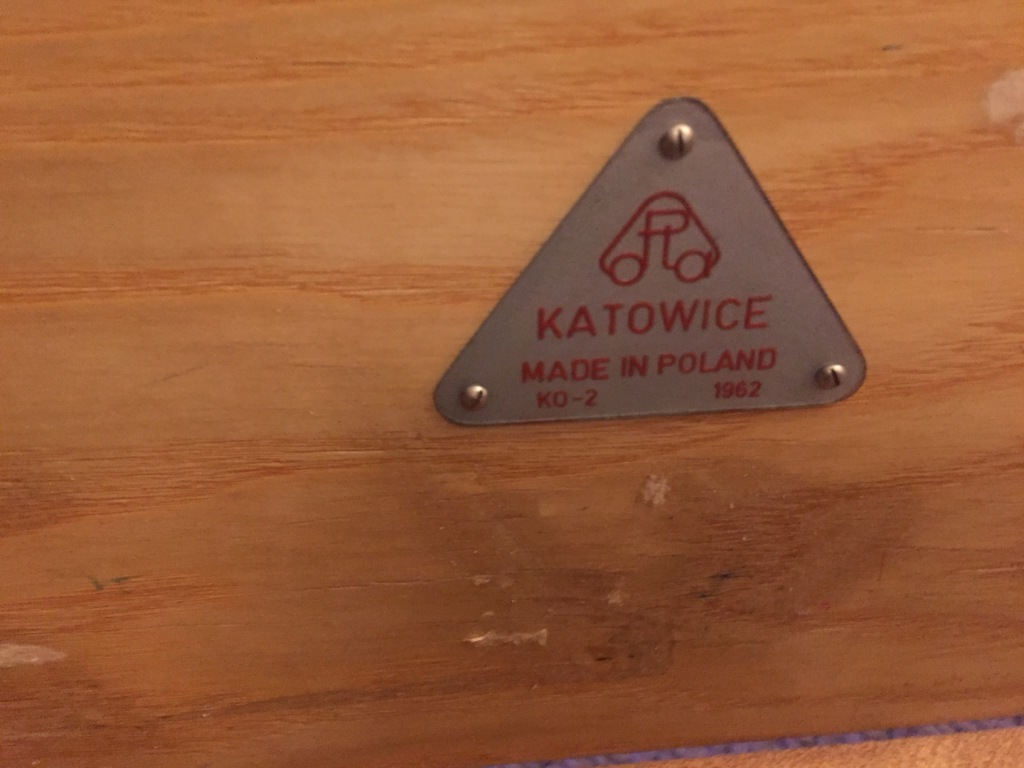 KATOWICE
MADE IN POLAND
KO-2 1962